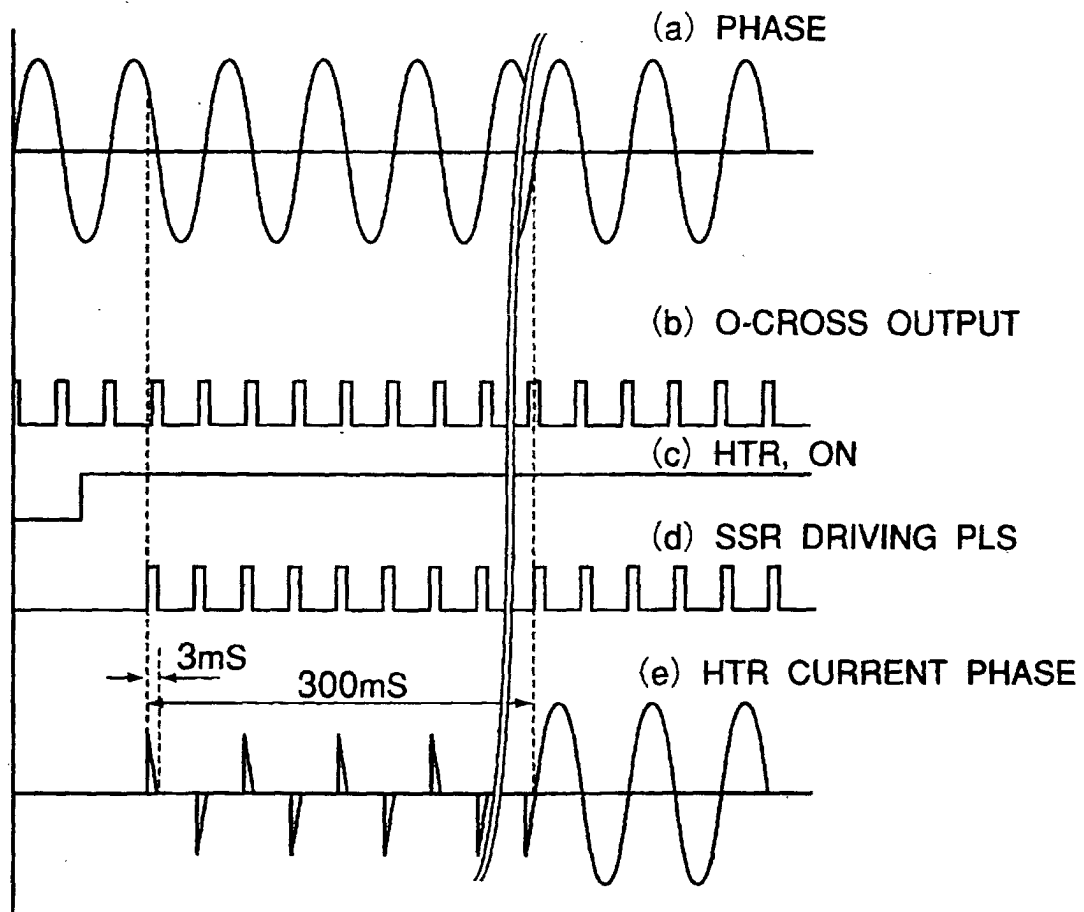 (a) PHASE
(b) O-CROSS OUTPUT
(c) HTR, ON
(d) SSR DRIVING PLS
3mS
300mS
(e) HTR CURRENT PHASE